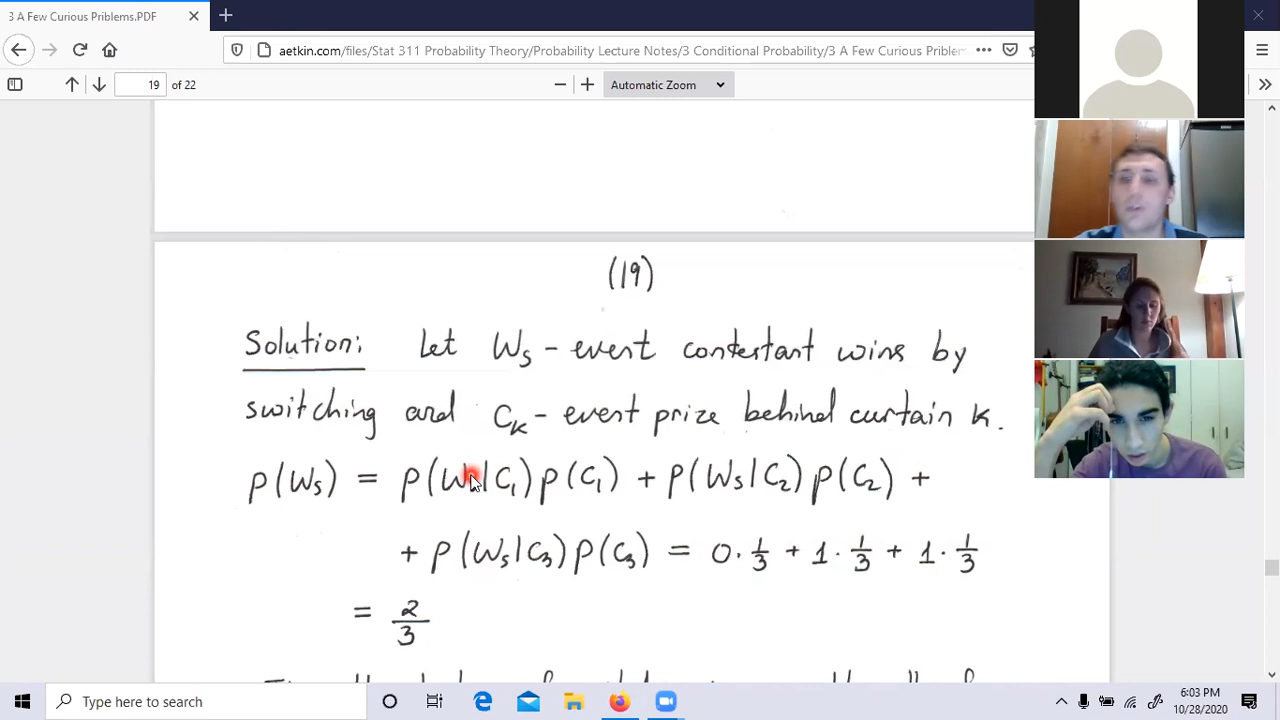 3 A Few Curious Priblems.PDF
aetkin.com/files/Stat 311 Probability Theory/Probability Lecture Notes/3 Conditional Probability/3 A Few Curious Priblem
19 of 22
Automatic Zoom
(19)
Solution: Let Ws - event contestant wins by
switching and CK - event prize behind curtain K.
P(Ws) = P(W|C1)P(C1) + P(Ws|C2)P(C2) +
+ P(Ws|C3)P(C3) = 0·1/3 + 1·1/3 + 1·1/3
= 2/3
Type here to search
6:03 PM
10/28/2020